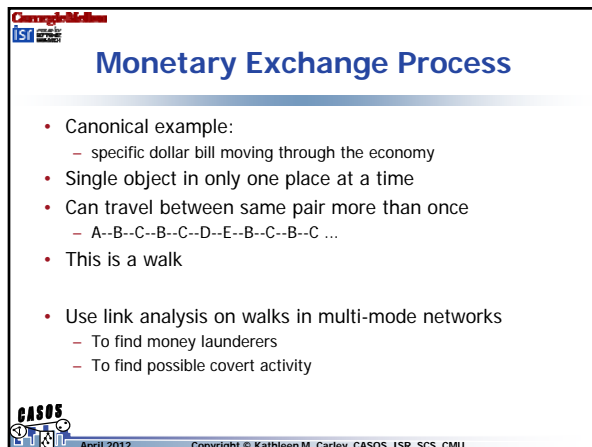 Carnegie Mellon
isr
Monetary Exchange Process
• Canonical example:
– specific dollar bill moving through the economy
• Single object in only one place at a time
• Can travel between same pair more than once
– A--B--C--B--C--D--E--B--C--B--C ...
• This is a walk
• Use link analysis on walks in multi-mode networks
– To find money launderers
– To find possible covert activity
CASOS
April 2012 Copyright © Kathleen M. Carley, CASOS, ISR, SCS, CMU